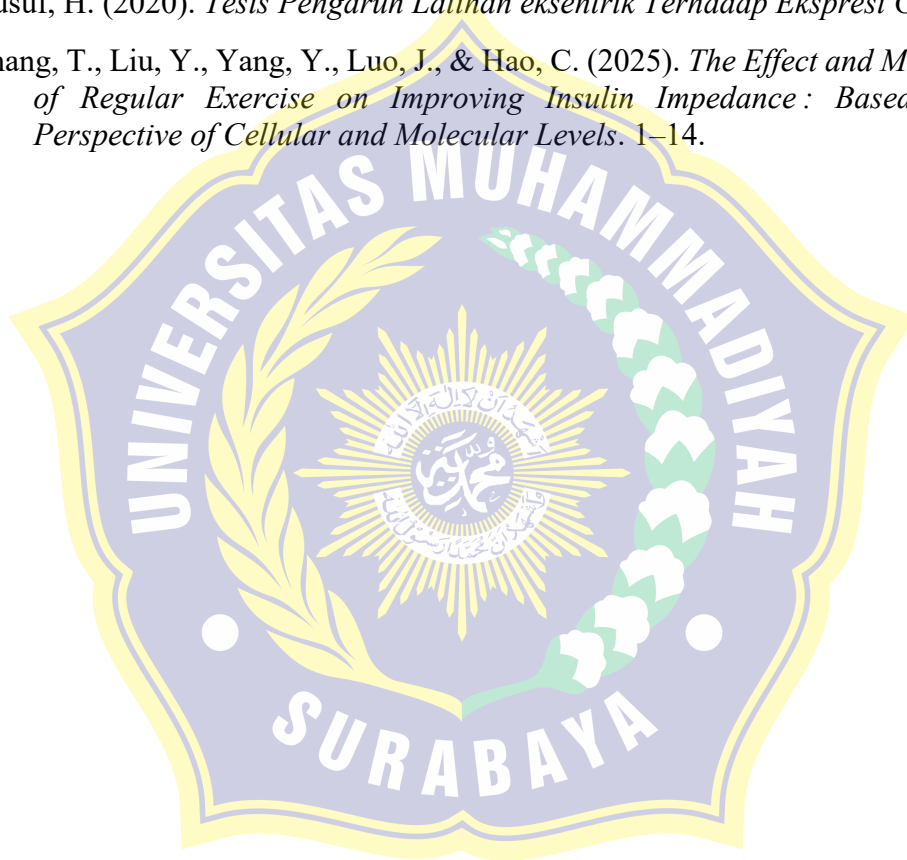 usuf, H. (2020). Tesis Pengaruh Latihan eksentrik Terhadap Ekspresi
hang, T., Liu, Y., Yang, Y., Luo, J., & Hao, C. (2025). The Effect and M
of Regular Exercise on Improving Insulin Impedance : Based
Perspective of Cellular and Molecular Levels. 1–14.
UNIVERSITAS MUHAMMADIYAH
محمد
SURABAYA